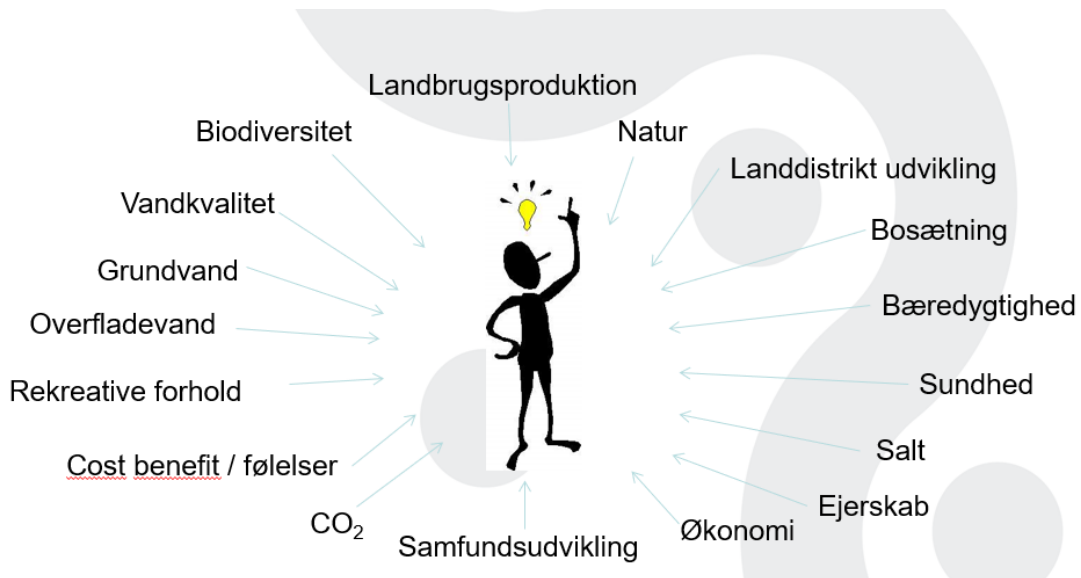 Landbrugsproduktion
Biodiversitet
Natur
Landdistrikt udvikling
Vandkvalitet
Bosætning
Grundvand
Bæredygtighed
Overfladevand
Sundhed
Rekreative forhold
Salt
Cost benefit / følelser
Ejerskab
CO₂
Økonomi
Samfundsudvikling